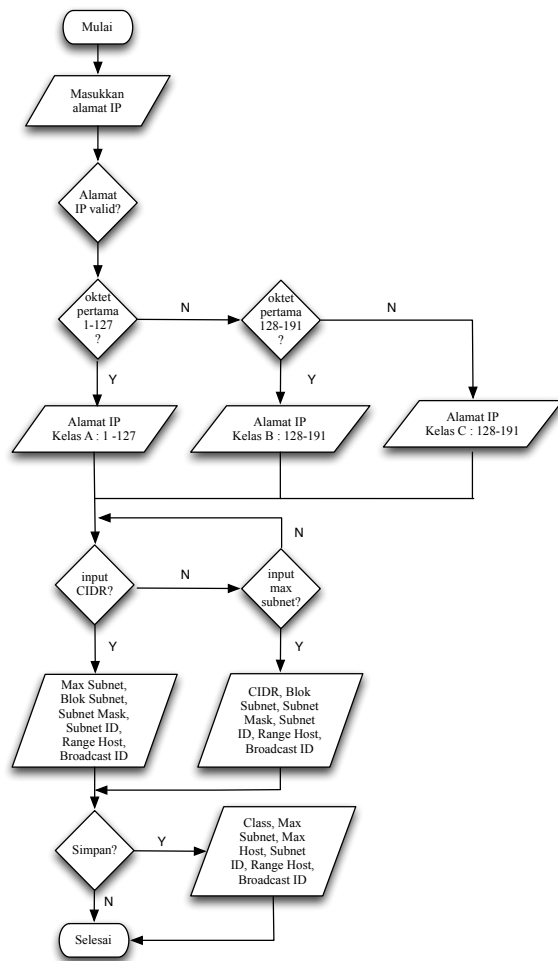 Mulai
Masukkan
alamat IP
Alamat
IP valid?
oktet
pertama
1-127
?
N
oktet
pertama
128-191
?
N
Y
Y
Alamat IP
Kelas A : 1 -127
Alamat IP
Kelas B : 128-191
Alamat IP
Kelas C : 128-191
N
input
CIDR?
N
input
max
subnet?
Y
Y
Max Subnet,
Blok Subnet,
Subnet Mask,
Subnet ID,
Range Host,
Broadcast ID
CIDR, Blok
Subnet, Subnet
Mask, Subnet
ID, Range Host,
Broadcast ID
Simpan?
Y
Class, Max
Subnet, Max
Host, Subnet
ID, Range Host,
Broadcast ID
N
Selesai